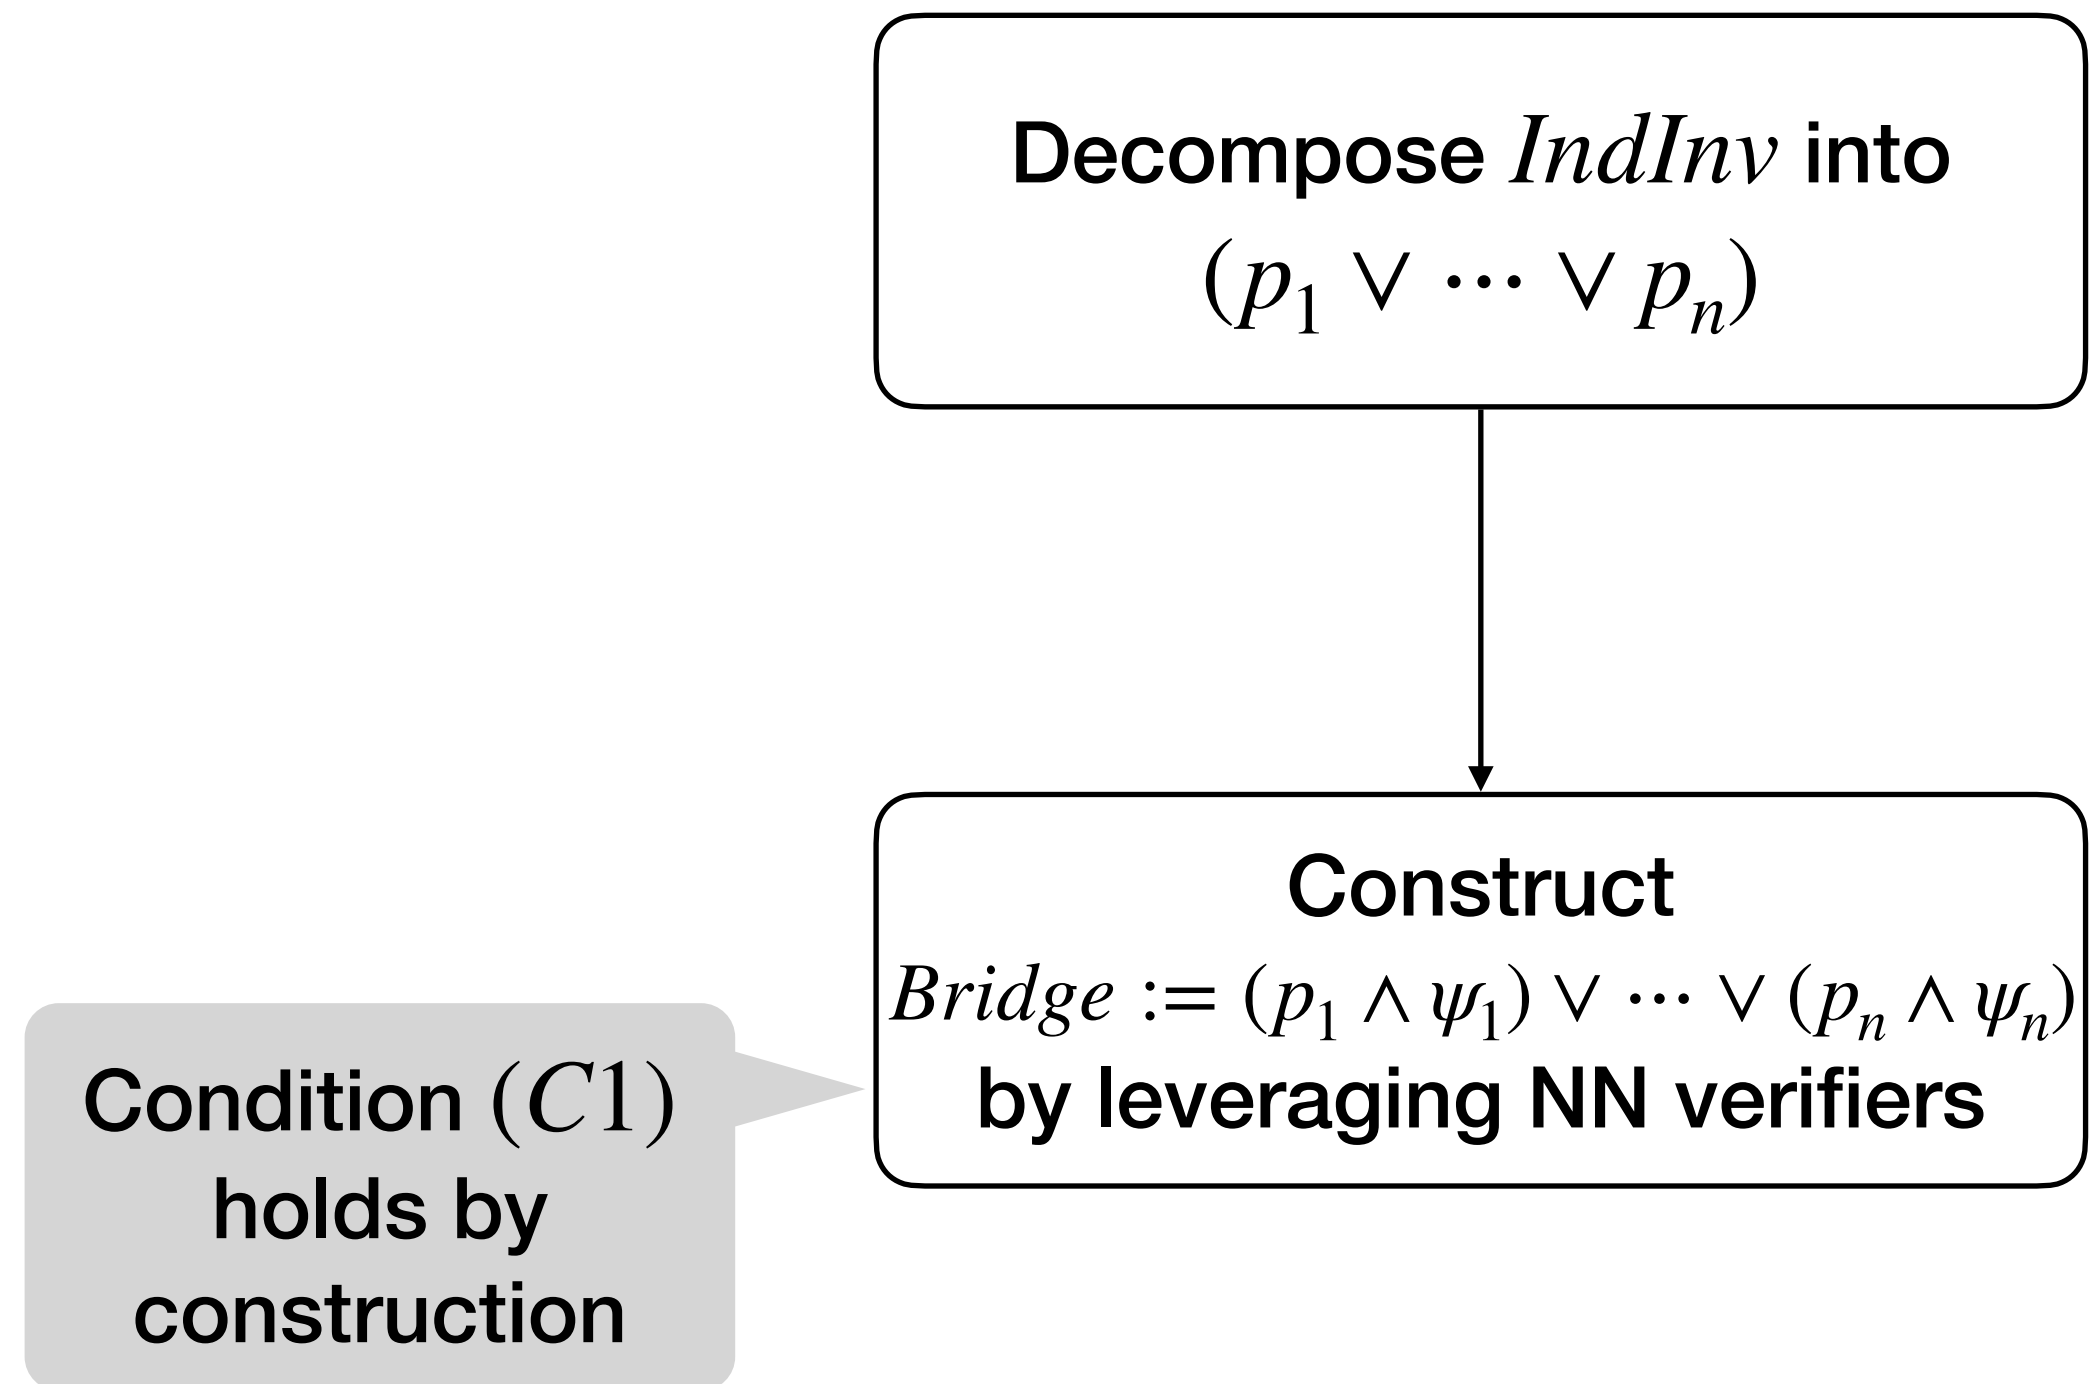 Decompose IndInv into
(p₁ ∨ ··· ∨ pₙ)
Construct
Bridge := (p₁ ∧ ψ₁) ∨ ··· ∨ (pₙ ∧ ψₙ)
by leveraging NN verifiers
Condition (C1)
holds by
construction